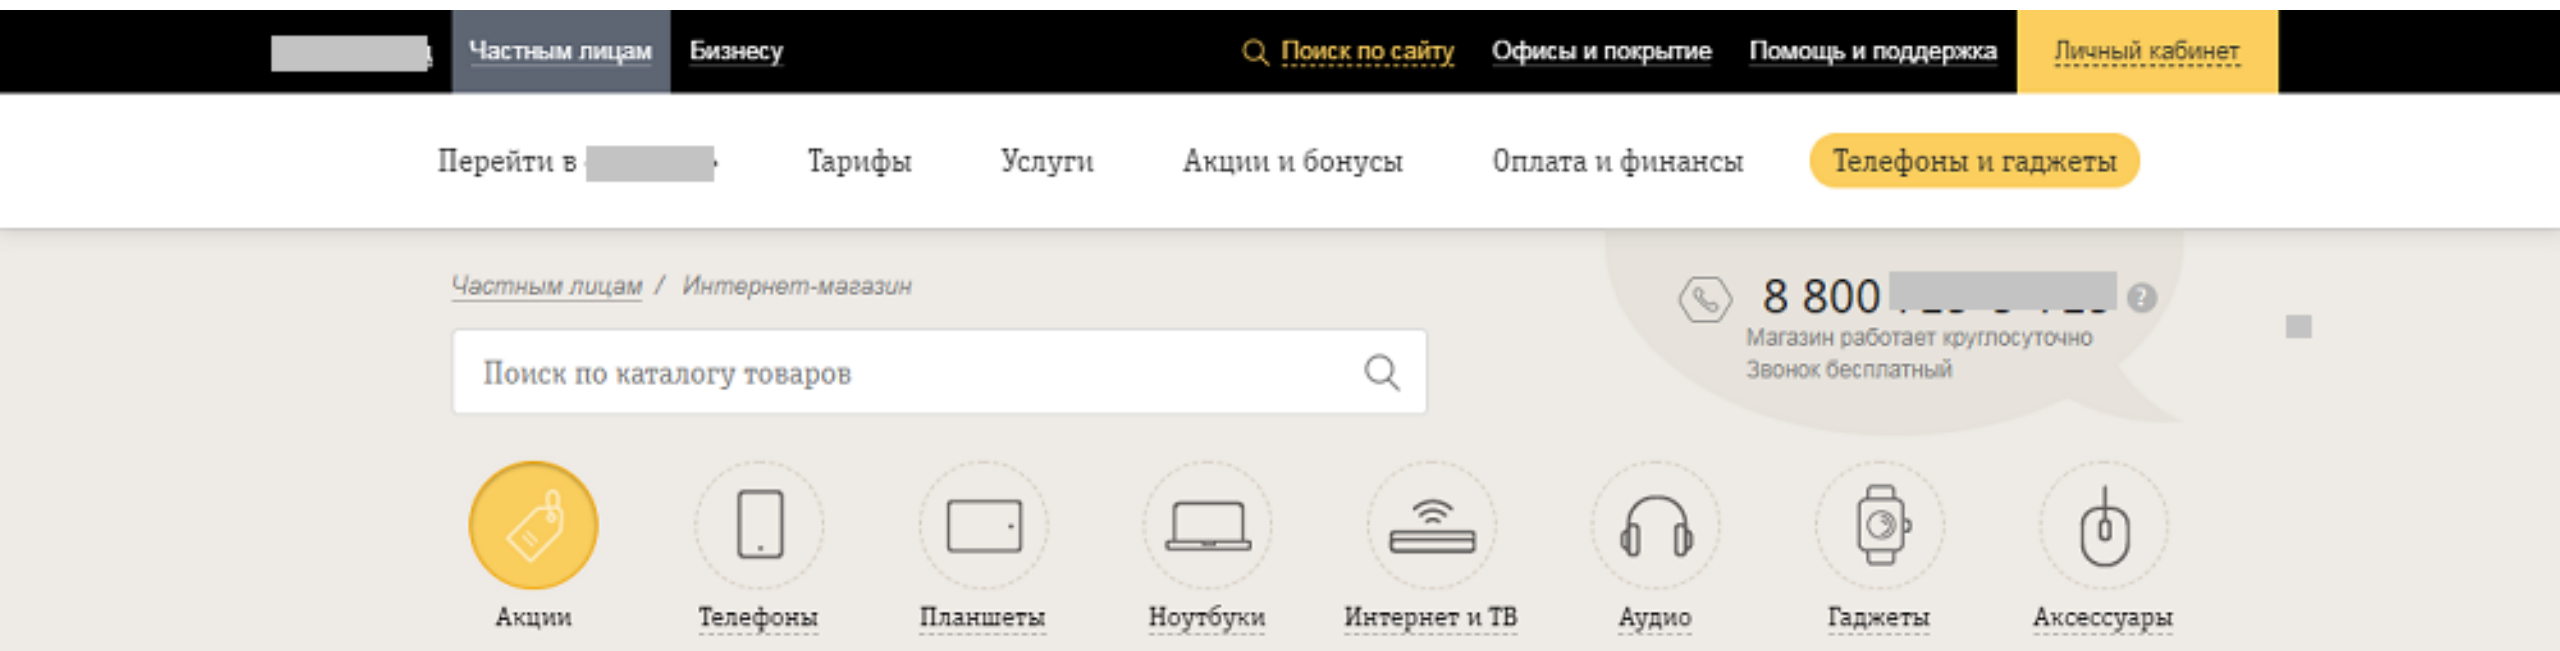 Частным лицам Бизнесу Поиск по сайту Офисы и покрытие Помощь и поддержка Личный кабинет
Перейти в Тарифы Услуги Акции и бонусы Оплата и финансы Телефоны и гаджеты
Частным лицам / Интернет-магазин
8 800 ?
Магазин работает круглосуточно
Звонок бесплатный
Поиск по каталогу товаров
Акции Телефоны Планшеты Ноутбуки Интернет и ТВ Аудио Гаджеты Аксессуары